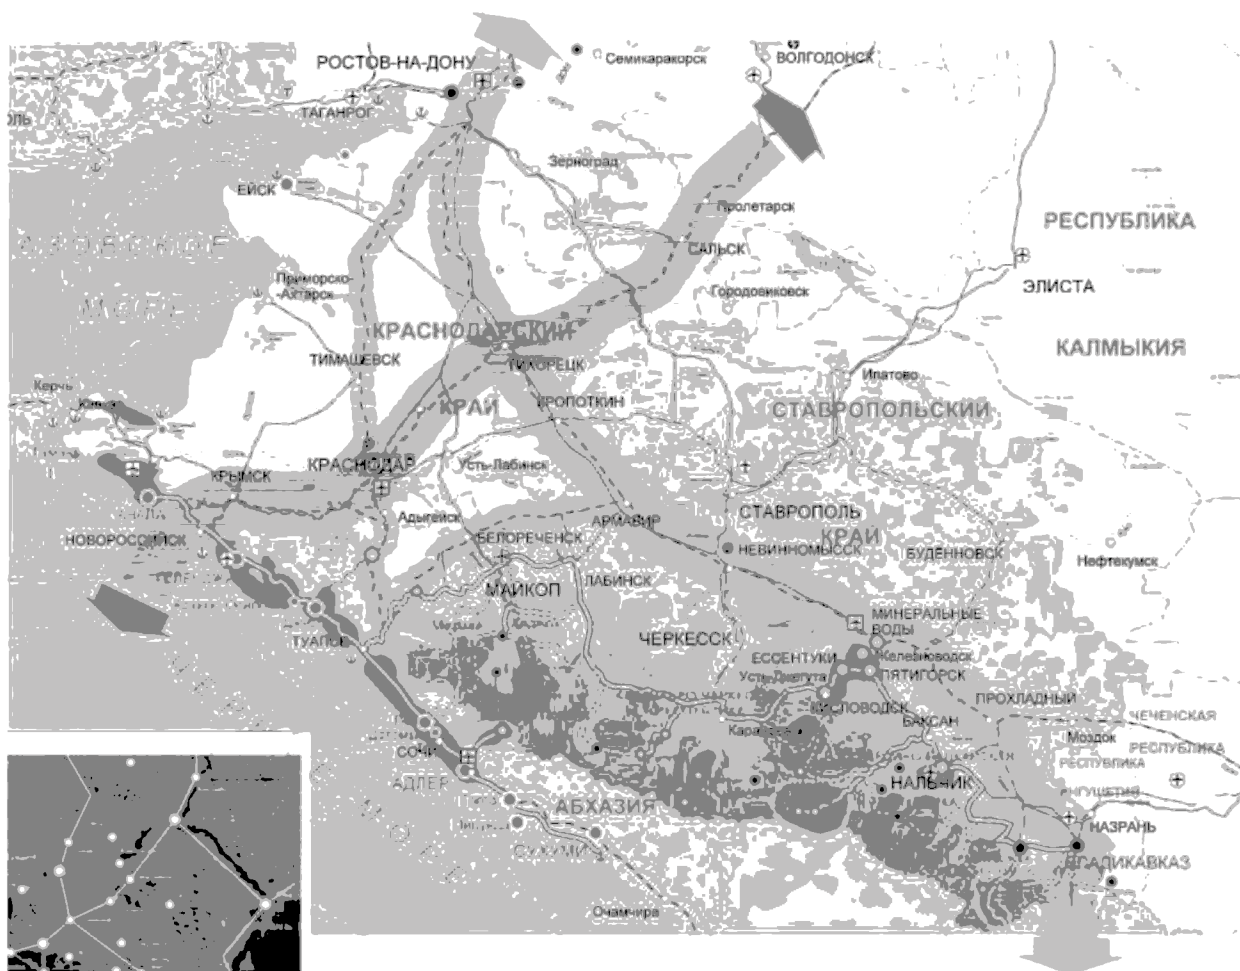 РОСТОВ-НА-ДОНУ
Семикаракорск
ВОЛГОДОНСК
ТАГАНРОГ
Зерноград
ЕЙСК
Пролетарск
РЕСПУБЛИКА
САЛЬСК
Приморско-
Ахтарск
Городовиковск
ЭЛИСТА
КРАСНОДАРСКИЙ
ТИМАШЕВСК
ТИХОРЕЦК
КАЛМЫКИЯ
Ипатово
Керчь
КРАЙ
КРОПОТКИН
СТАВРОПОЛЬСКИЙ
КРАСНОДАР
Усть-Лабинск
КРЫМСК
Адыгейск
АРМАВИР
СТАВРОПОЛЬ
КРАЙ
НОВОРОССИЙСК
БЕЛОРЕЧЕНСК
НЕВИННОМЫССК
БУДЕННОВСК
Нефтекумск
МАЙКОП
ЛАБИНСК
ТУАПСЕ
ЧЕРКЕССК
МИНЕРАЛЬНЫЕ
ВОДЫ
ЕССЕНТУКИ
Железноводск
Усть-Джегута
ПЯТИГОРСК
КИСЛОВОДСК
ПРОХЛАДНЫЙ
БАКСАН
ЧЕЧЕНСКАЯ
РЕСПУБЛИКА
Моздок
РЕСПУБЛИКА
СОЧИ
АДЛЕР
НАЛЬЧИК
АБХАЗИЯ
НАЗРАНЬ
СУХУМИ
ВЛАДИКАВКАЗ
Очамчира